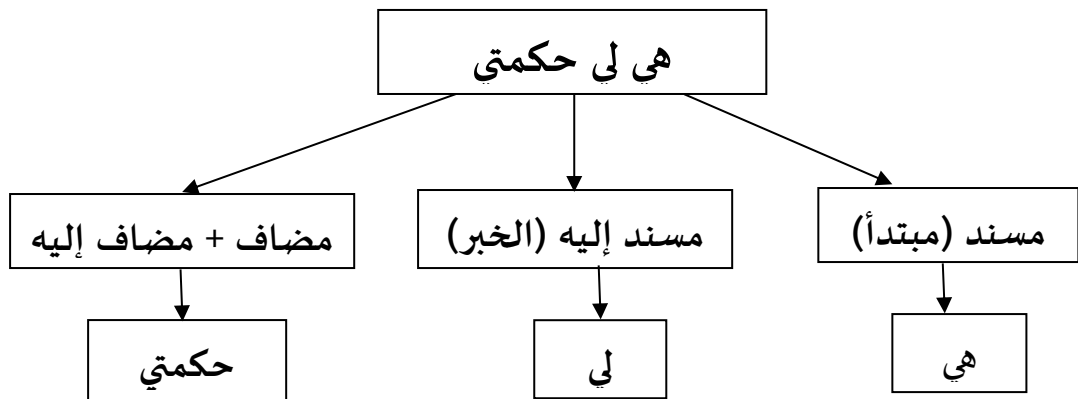 هي لي حكمتي
مسند (مبتدأ)
مسند إليه (الخبر)
مضاف + مضاف إليه
هي
لي
حكمتي